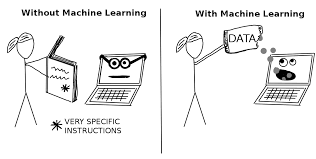 Without Machine Learning
With Machine Learning
DATA
VERY SPECIFIC
INSTRUCTIONS